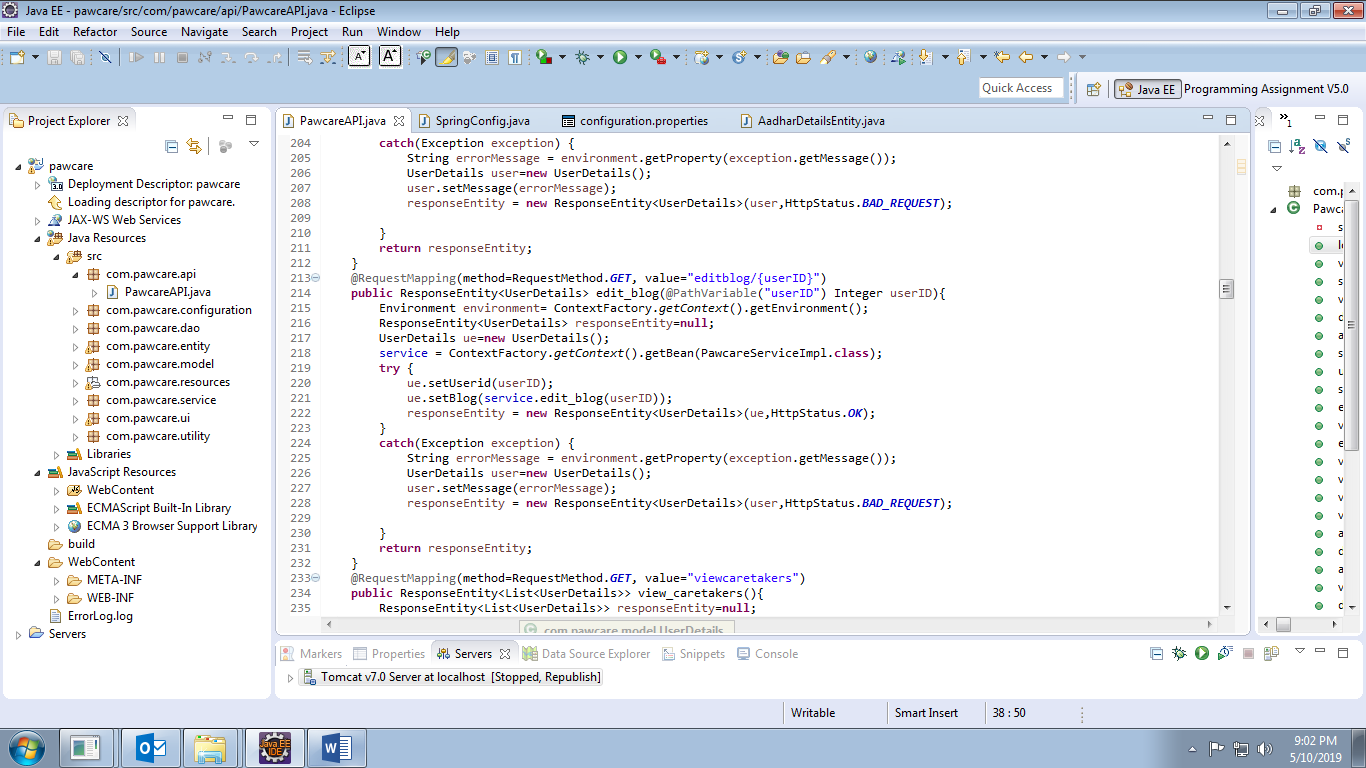 Java EE - pawcare/src/com/pawcare/api/PawcareAPI.java - Eclipse
File Edit Refactor Source Navigate Search Project Run Window Help
Quick Access
Java EE
Programming Assignment V5.0
Project Explorer
pawcare
Deployment Descriptor: pawcare
Loading descriptor for pawcare.
JAX-WS Web Services
Java Resources
src
com.pawcare.api
PawcareAPI.java
com.pawcare.configuration
com.pawcare.dao
com.pawcare.entity
com.pawcare.model
com.pawcare.resources
com.pawcare.service
com.pawcare.ui
com.pawcare.utility
Libraries
JavaScript Resources
WebContent
ECMAScript Built-In Library
ECMA 3 Browser Support Library
build
WebContent
META-INF
WEB-INF
ErrorLog.log
Servers
PawcareAPI.java
SpringConfig.java
configuration.properties
AadharDetailsEntity.java
204 catch(Exception exception) {
205 String errorMessage = environment.getProperty(exception.getMessage());
206 UserDetails user=new UserDetails();
207 user.setMessage(errorMessage);
208 responseEntity = new ResponseEntity<UserDetails>(user,HttpStatus.BAD_REQUEST);
209
210 }
211 return responseEntity;
212 }
213 @RequestMapping(method=RequestMethod.GET, value="editblog/{userID}")
214 public ResponseEntity<UserDetails> edit_blog(@PathVariable("userID") Integer userID){
215 Environment environment= ContextFactory.getContext().getEnvironment();
216 ResponseEntity<UserDetails> responseEntity=null;
217 UserDetails ue=new UserDetails();
218 service = ContextFactory.getContext().getBean(PawcareServiceImpl.class);
219 try {
220 ue.setUserid(userID);
221 ue.setBlog(service.edit_blog(userID));
222 responseEntity = new ResponseEntity<UserDetails>(ue,HttpStatus.OK);
223 }
224 catch(Exception exception) {
225 String errorMessage = environment.getProperty(exception.getMessage());
226 UserDetails user=new UserDetails();
227 user.setMessage(errorMessage);
228 responseEntity = new ResponseEntity<UserDetails>(user,HttpStatus.BAD_REQUEST);
229
230 }
231 return responseEntity;
232 }
233 @RequestMapping(method=RequestMethod.GET, value="viewcaretakers")
234 public ResponseEntity<List<UserDetails>> view_caretakers(){
235 ResponseEntity<List<UserDetails>> responseEntity=null;
com.pawcare.model.UserDetails
com.p
Pawca
Markers Properties Servers Data Source Explorer Snippets Console
Tomcat v7.0 Server at localhost [Stopped, Republish]
Writable
Smart Insert
38 : 50
9:02 PM
5/10/2019